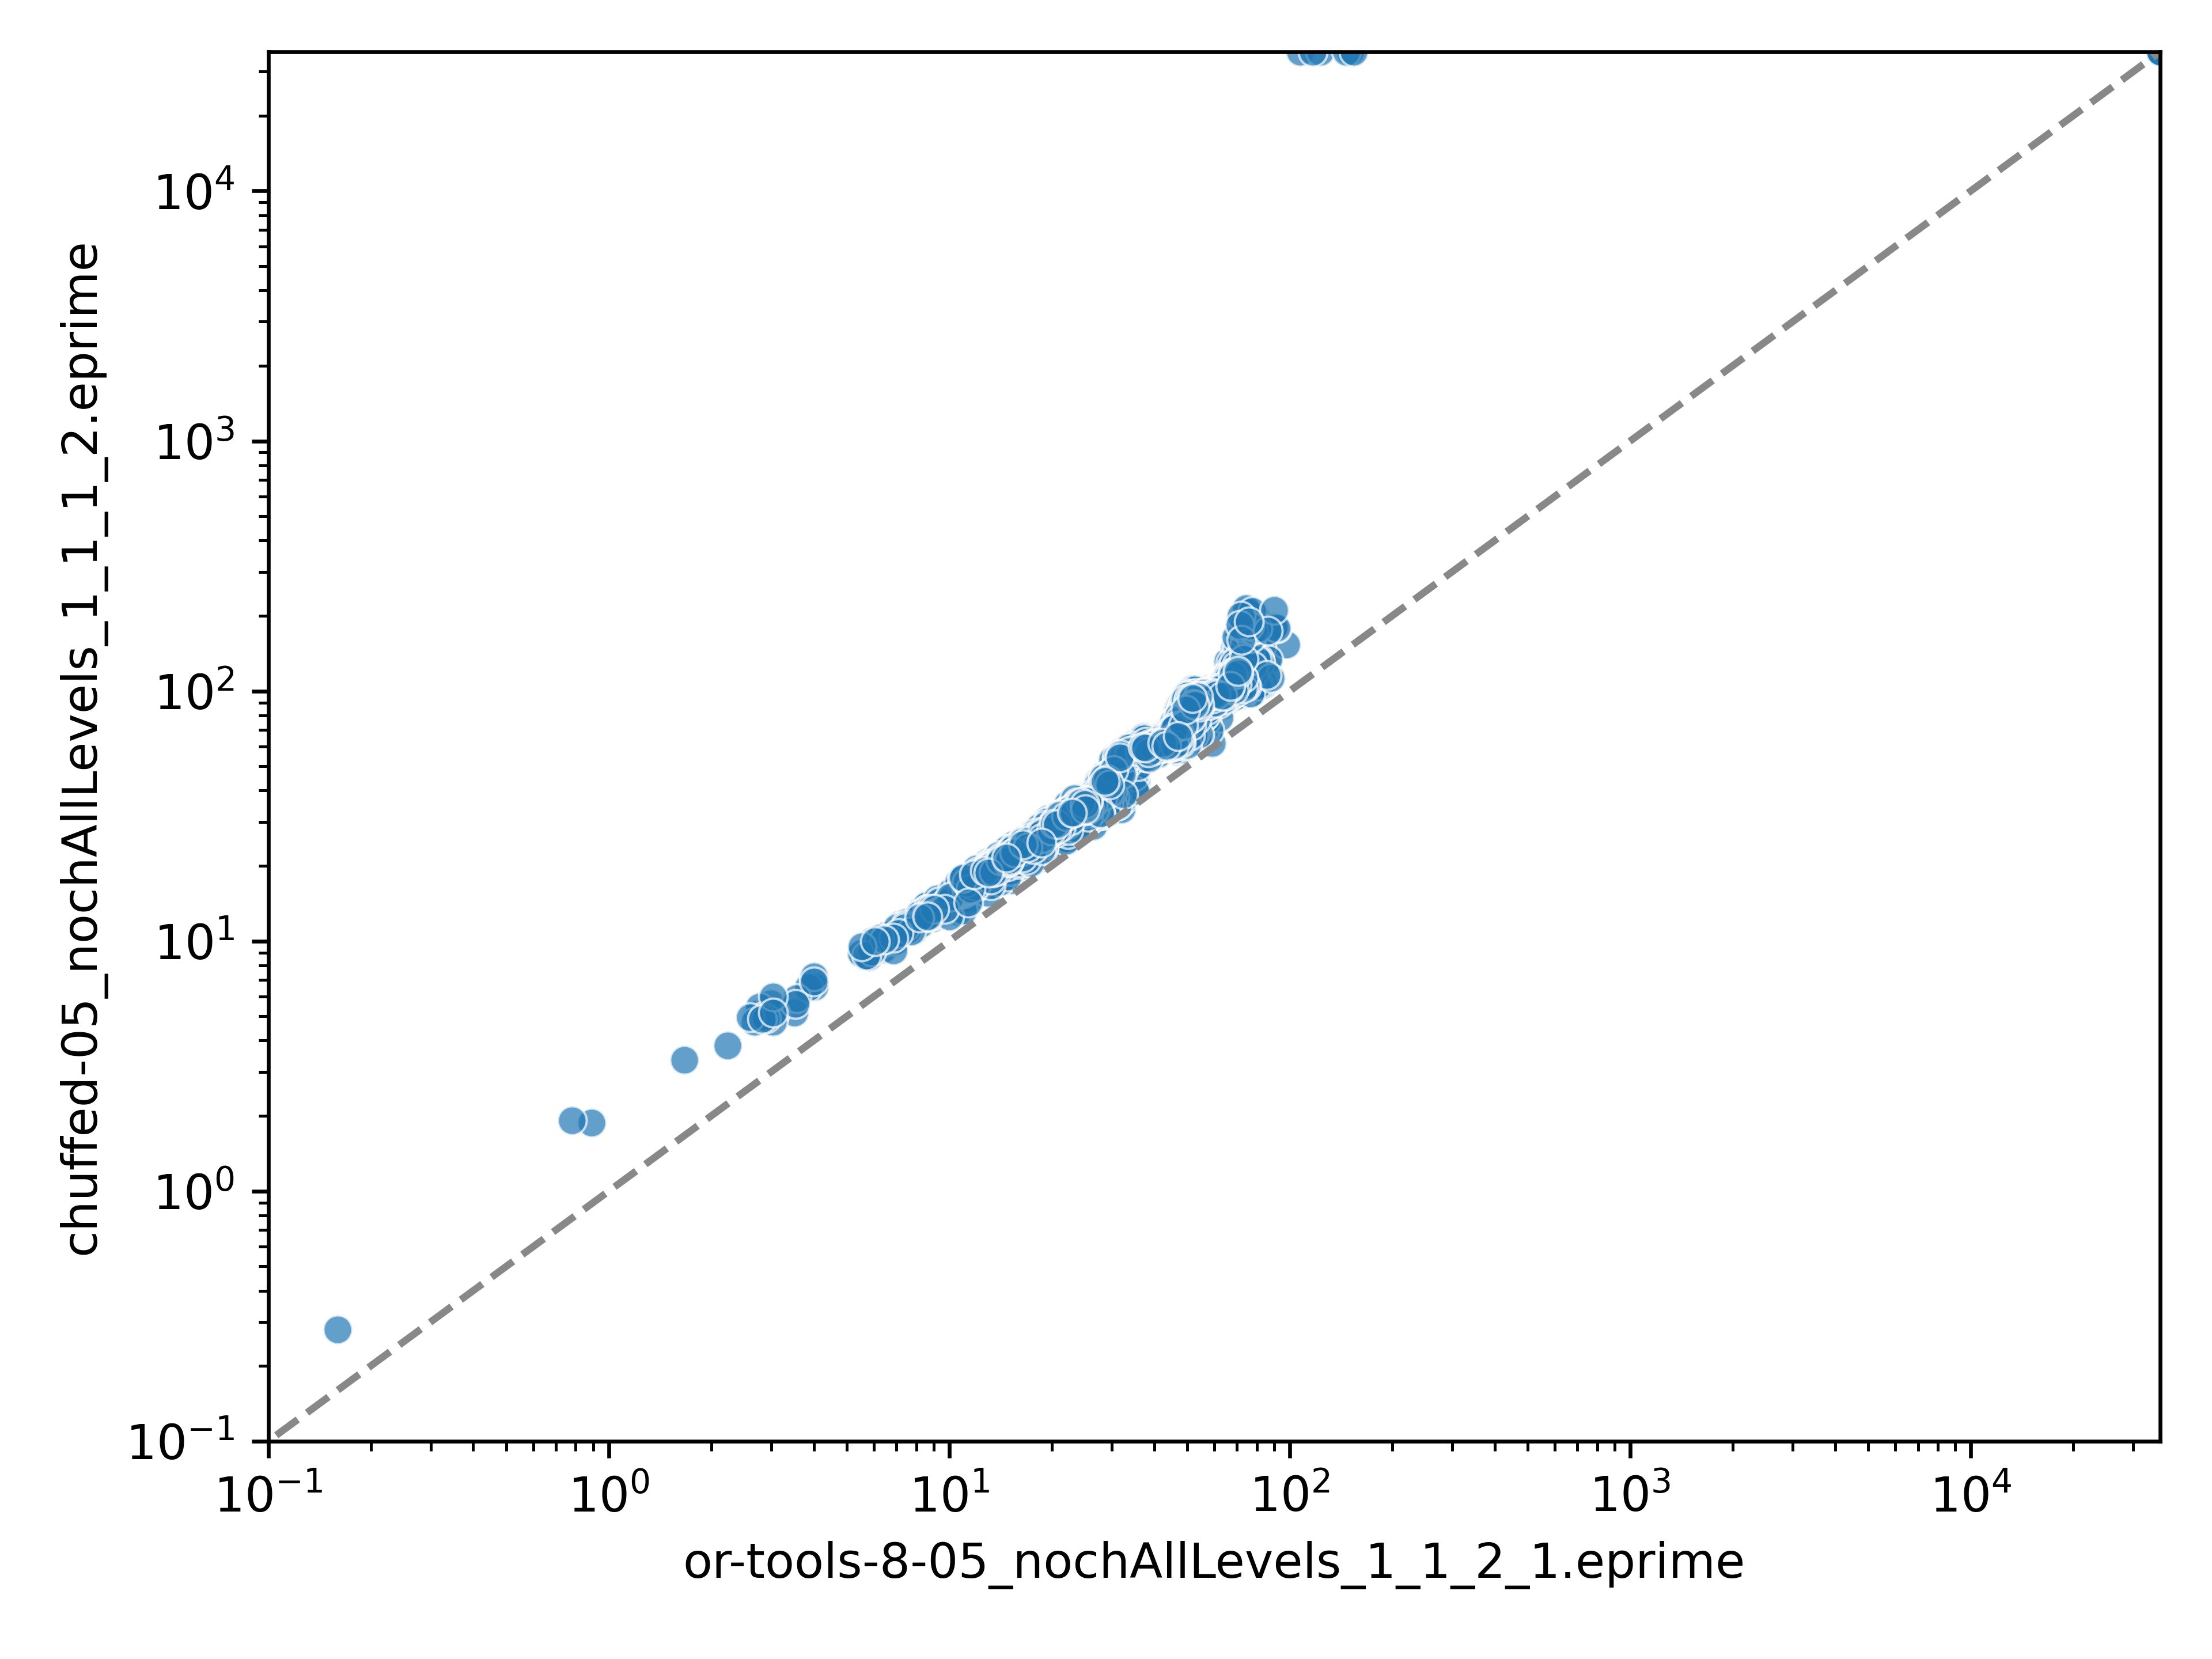 chuffed-05_nochAllLevels_1_1_1_2.eprime
10⁴
10³
10²
10¹
10⁰
10⁻¹
10⁻¹ 10⁰ 10¹ 10² 10³ 10⁴
or-tools-8-05_nochAllLevels_1_1_2_1.eprime